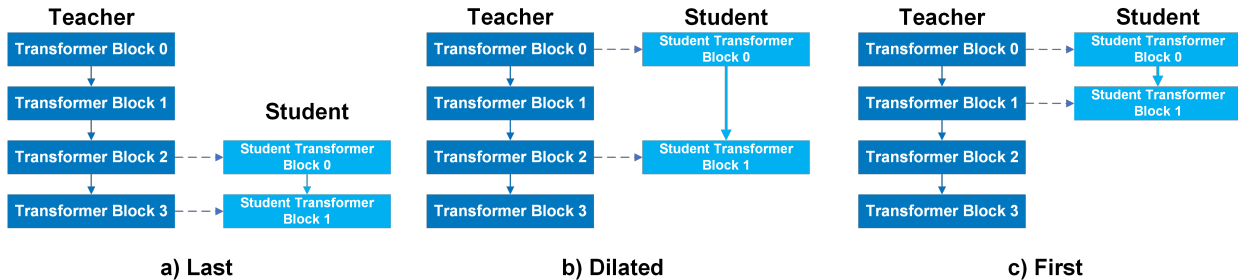 Teacher
Transformer Block 0
Transformer Block 1
Transformer Block 2
Transformer Block 3
Student
Student Transformer
Block 0
Student Transformer
Block 1
a) Last
Teacher
Transformer Block 0
Transformer Block 1
Transformer Block 2
Transformer Block 3
Student
Student Transformer
Block 0
Student Transformer
Block 1
b) Dilated
Teacher
Transformer Block 0
Transformer Block 1
Transformer Block 2
Transformer Block 3
Student
Student Transformer
Block 0
Student Transformer
Block 1
c) First